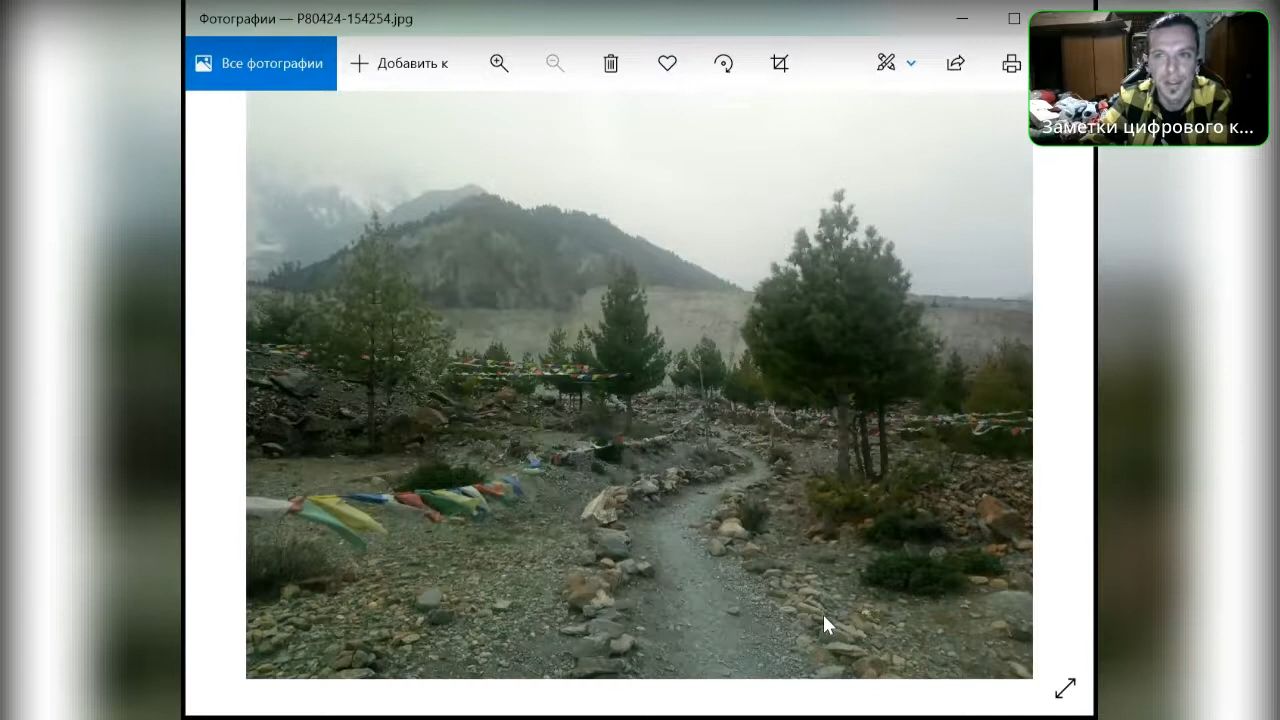 Фотографии — P80424-154254.jpg
Все фотографии
Добавить к
Заметки цифрового к...